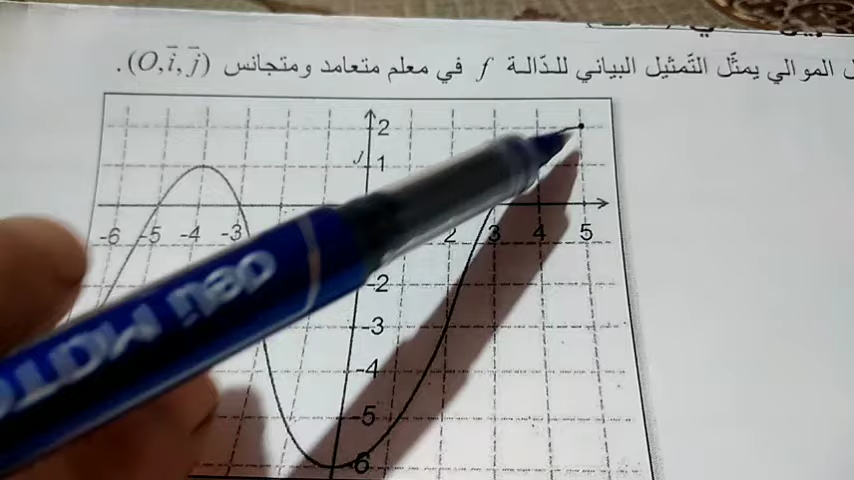 الموالي يمثّل التّمثيل البياني للدّالة f في معلم متعامد ومتجانس (O, i, j).
2
J 1
-6 -5 -4 -3 2 3 4 5
-2
-3
-4
-5
-6
deli